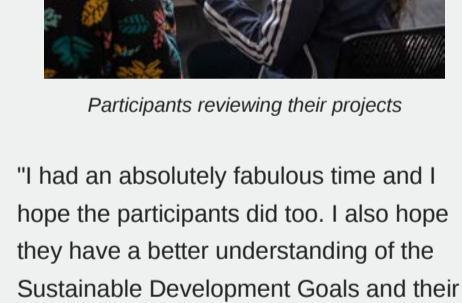 Participants reviewing their projects
"I had an absolutely fabulous time and I
hope the participants did too. I also hope
they have a better understanding of the
Sustainable Development Goals and their